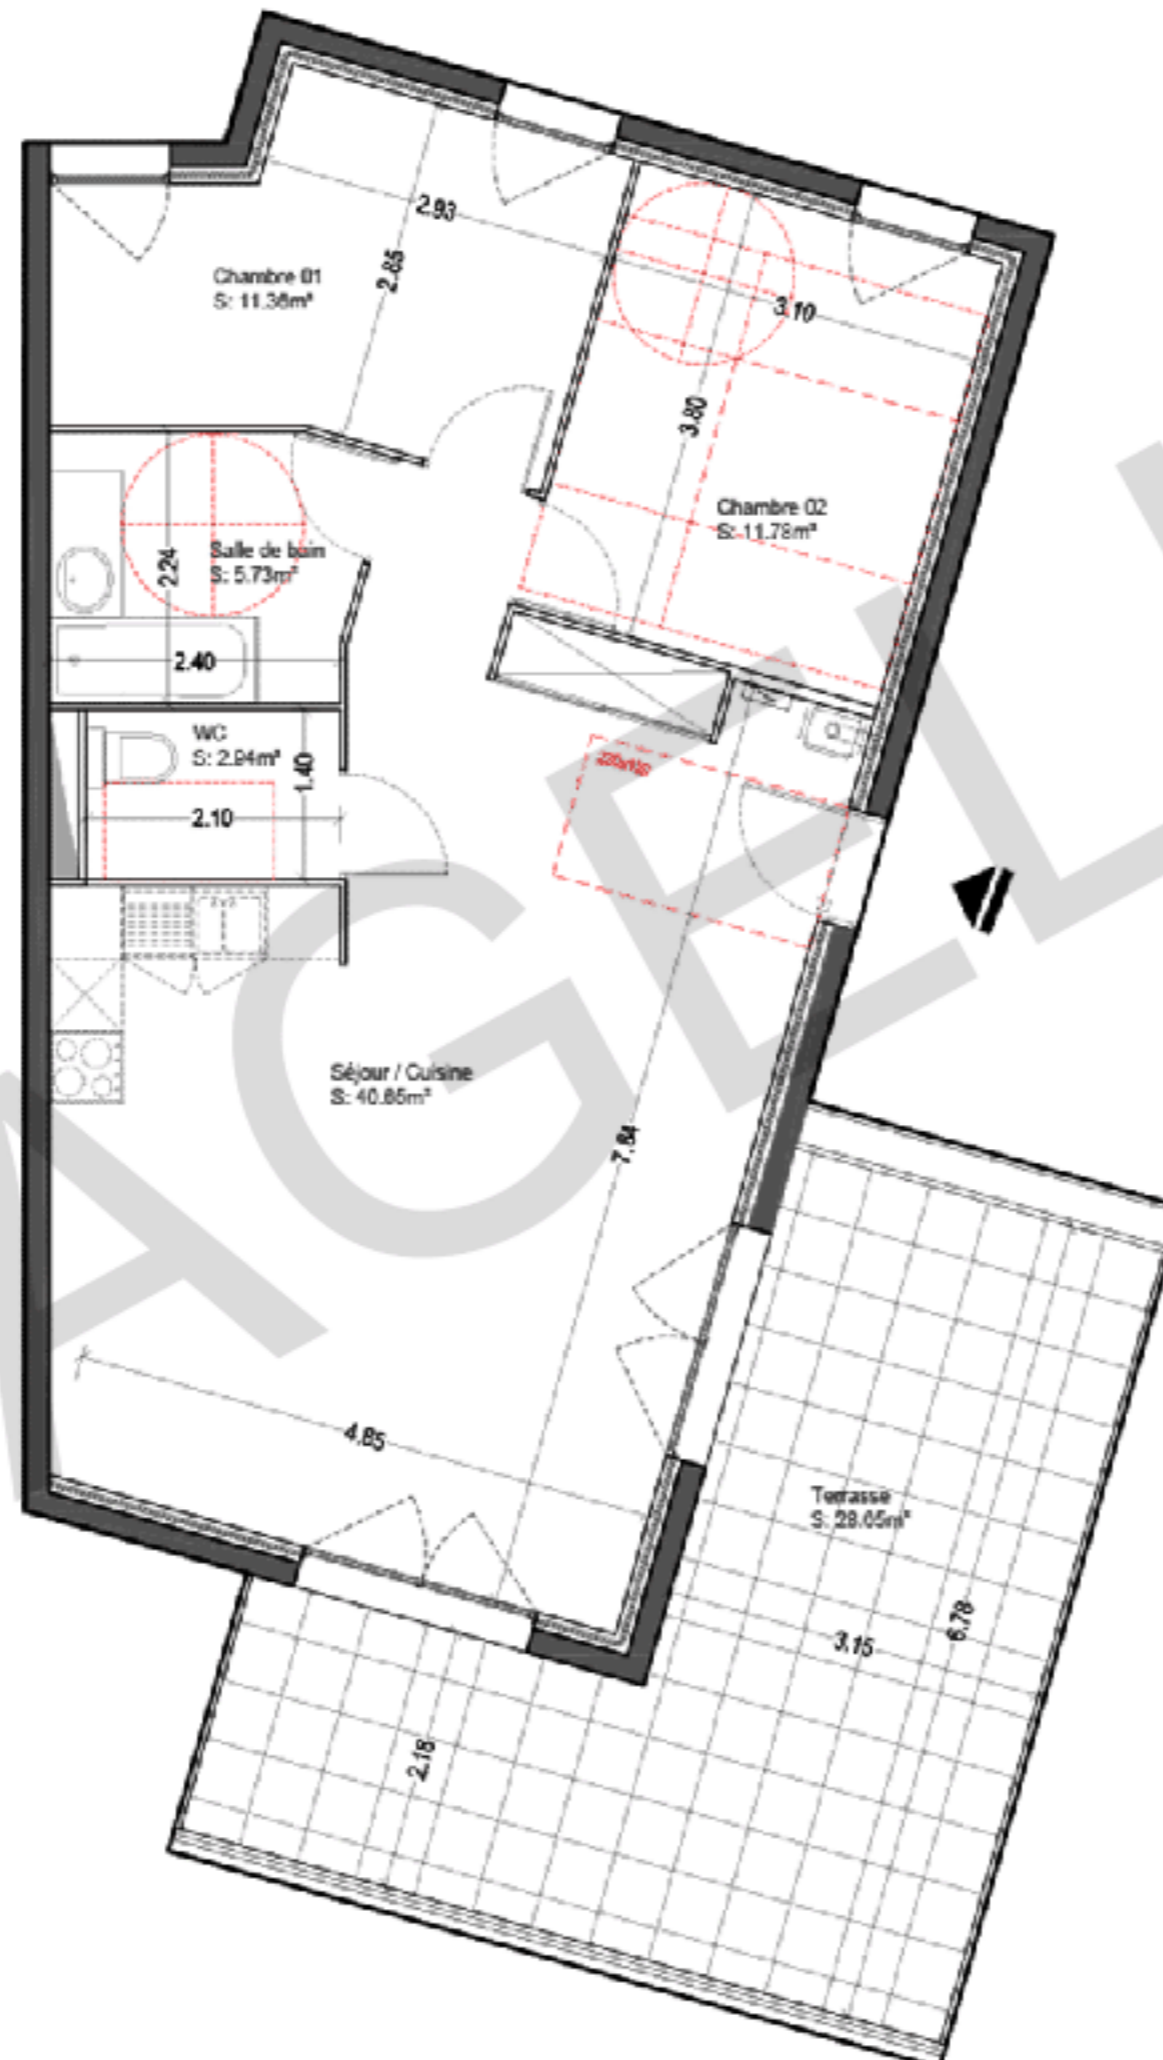 2.93
2.85
Chambre 01
S: 11.36m²
3.10
3.80
Chambre 02
S: 11.78m²
2.24
Salle de bain
S: 5.73m²
2.40
WC
S: 2.94m²
1.40
2.10
Séjour / Cuisine
S: 40.65m²
7.64
4.85
Terrasse
S: 28.05m²
6.78
3.15
2.18
AGEL